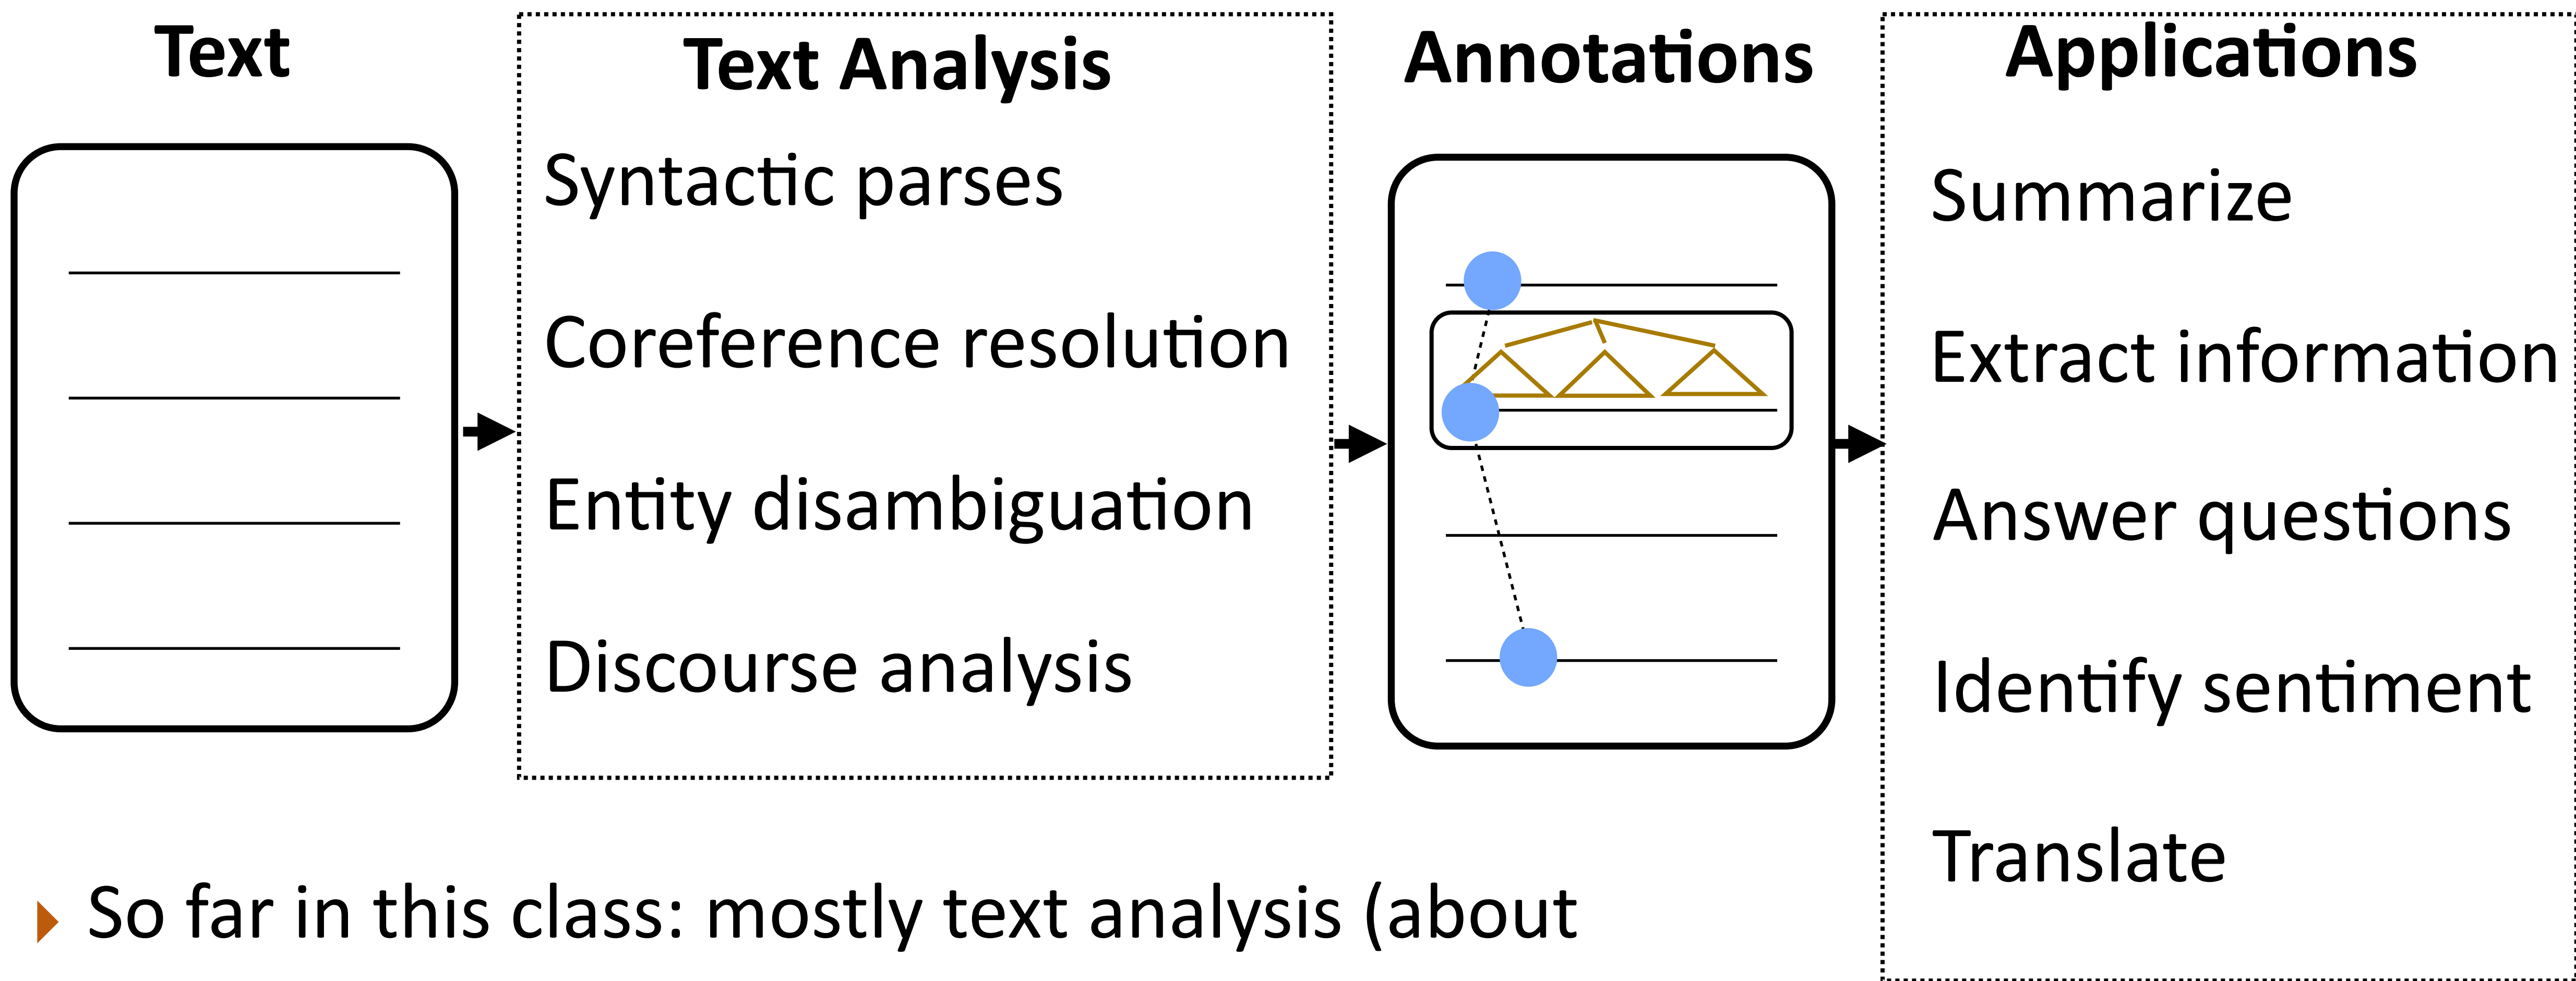 Text
Text Analysis
Syntactic parses
Coreference resolution
Entity disambiguation
Discourse analysis
Annotations
Applications
Summarize
Extract information
Answer questions
Identify sentiment
Translate
So far in this class: mostly text analysis (about